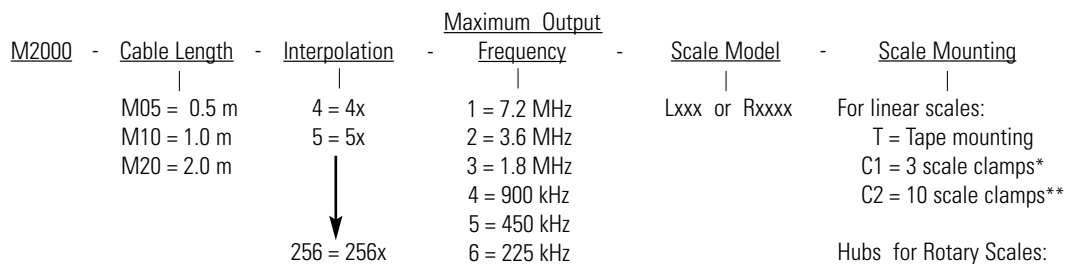 Maximum Output
M2000 - Cable Length - Interpolation - Frequency - Scale Model - Scale Mounting
M05 = 0.5 m 4 = 4x 1 = 7.2 MHz Lxxx or Rxxxx For linear scales:
M10 = 1.0 m 5 = 5x 2 = 3.6 MHz T = Tape mounting
M20 = 2.0 m 3 = 1.8 MHz C1 = 3 scale clamps*
4 = 900 kHz C2 = 10 scale clamps**
5 = 450 kHz
256 = 256x 6 = 225 kHz Hubs for Rotary Scales: